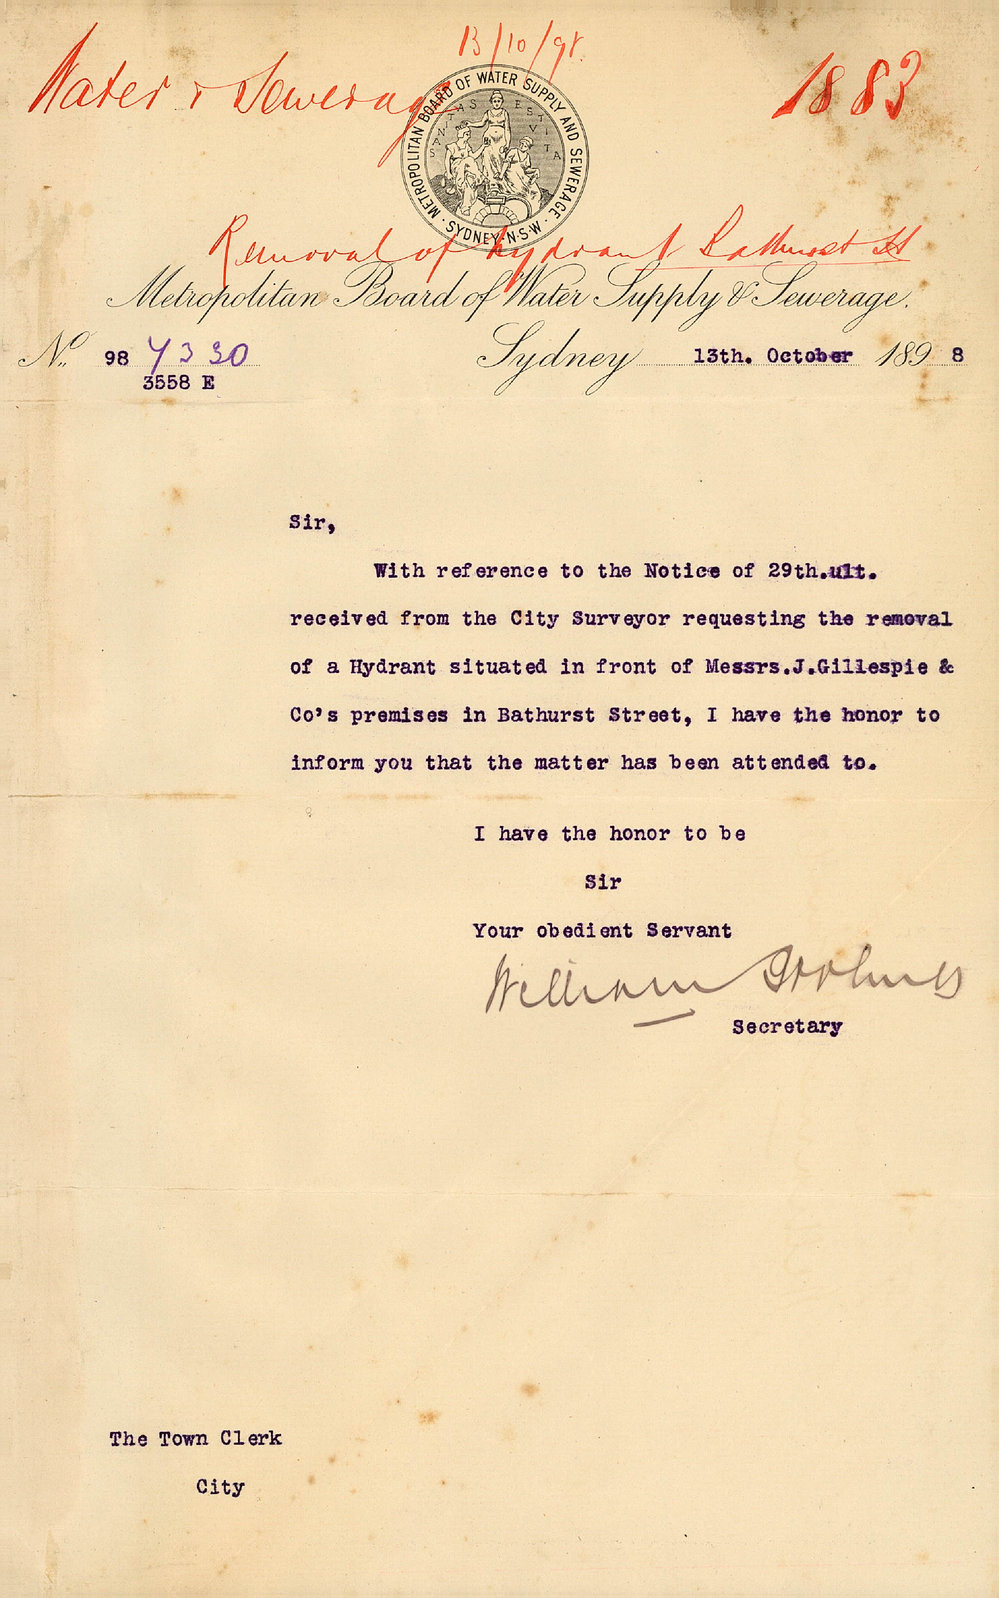 13/10/98.
Water & Sewerage
1883
METROPOLITAN BOARD OF WATER SUPPLY AND SEWERAGE
SANITAS EST VITA
· SYDNEY · N·S·W ·
Removal of hydrant Bathurst St
Metropolitan Board of Water Supply & Sewerage.
No. 98 7330 Sydney 13th. October 1898
3558 E
Sir,
With reference to the Notice of 29th.ult.
received from the City Surveyor requesting the removal
of a Hydrant situated in front of Messrs.J.Gillespie &
Co's premises in Bathurst Street, I have the honor to
inform you that the matter has been attended to.
I have the honor to be
Sir
Your obedient Servant
William Holmes
Secretary
The Town Clerk
City